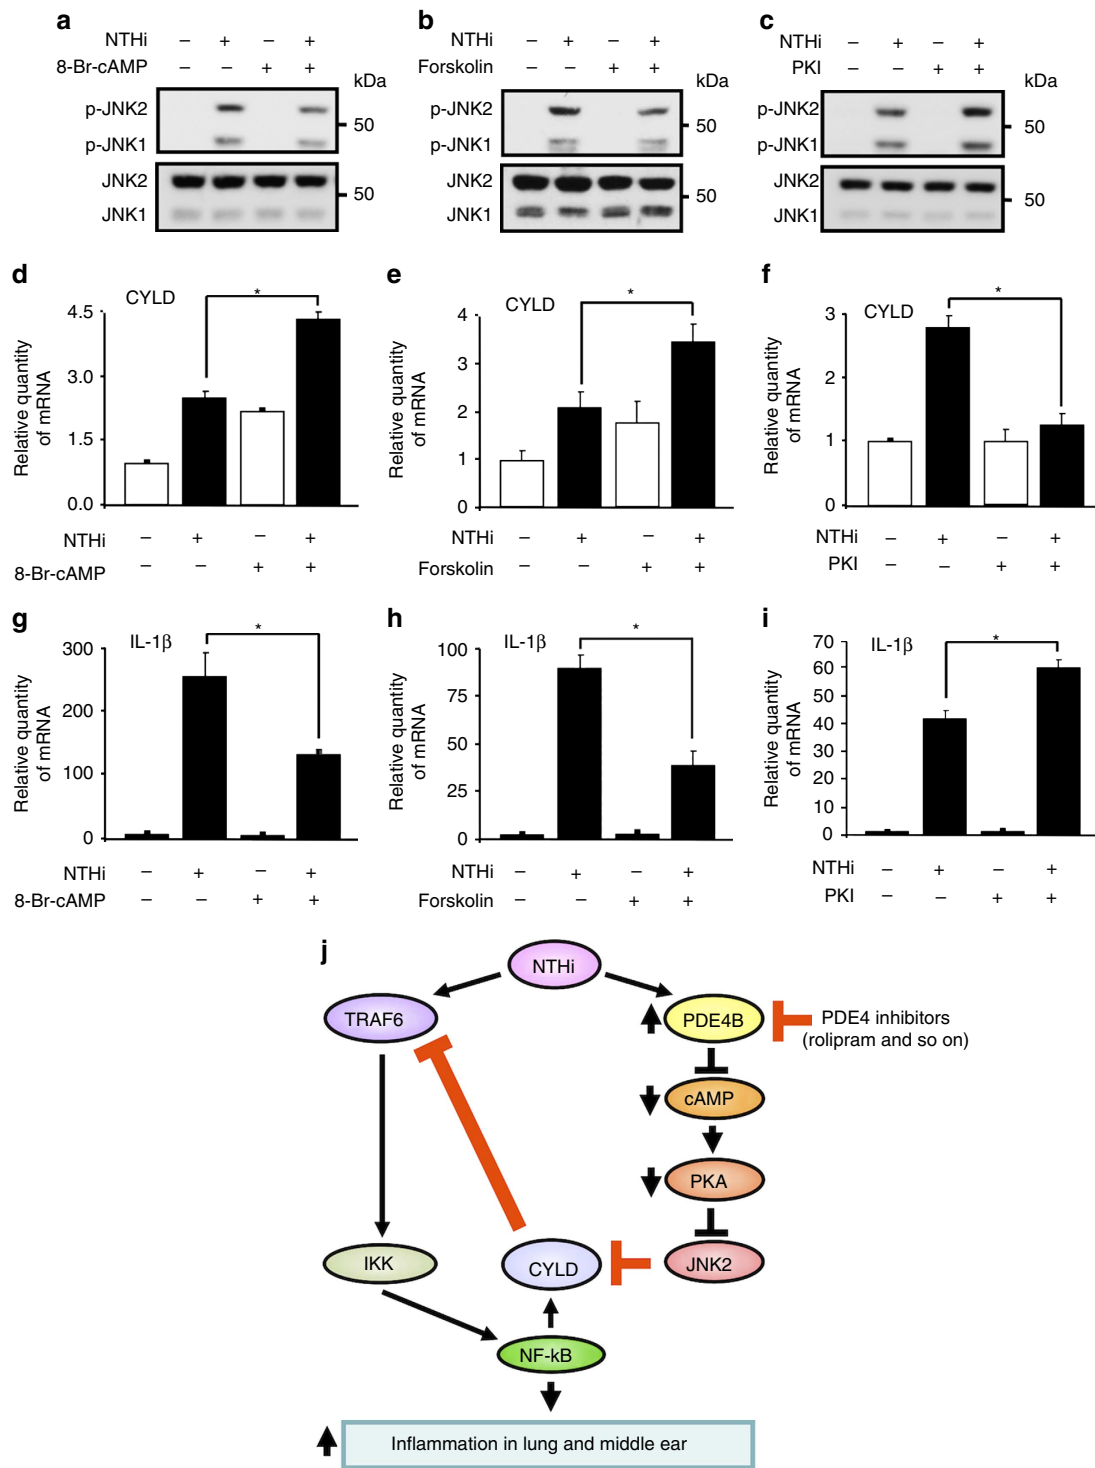 a
NTHi – + – +
8-Br-cAMP – – + +
kDa
p-JNK2
50
p-JNK1
JNK2
50
JNK1
b
NTHi – + – +
Forskolin – – + +
kDa
p-JNK2
50
p-JNK1
JNK2
50
JNK1
c
NTHi – + – +
PKI – – + +
kDa
p-JNK2
50
p-JNK1
JNK2
50
JNK1
d
CYLD
*
Relative quantity
of mRNA
4.5
3.0
1.5
0.0
NTHi – + – +
8-Br-cAMP – – + +
e
CYLD
*
Relative quantity
of mRNA
4
3
2
1
0
NTHi – + – +
Forskolin – – + +
f
CYLD
*
Relative quantity
of mRNA
3
2
1
0
NTHi – + – +
PKI – – + +
g
IL-1β
*
Relative quantity
of mRNA
300
200
100
0
NTHi – + – +
8-Br-cAMP – – + +
h
IL-1β
*
Relative quantity
of mRNA
100
75
50
25
0
NTHi – + – +
Forskolin – – + +
i
IL-1β
*
Relative quantity
of mRNA
70
60
50
40
30
20
10
0
NTHi – + – +
PKI – – + +
j
NTHi
TRAF6
PDE4B
PDE4 inhibitors
(rolipram and so on)
cAMP
PKA
IKK
CYLD
JNK2
NF-kB
Inflammation in lung and middle ear